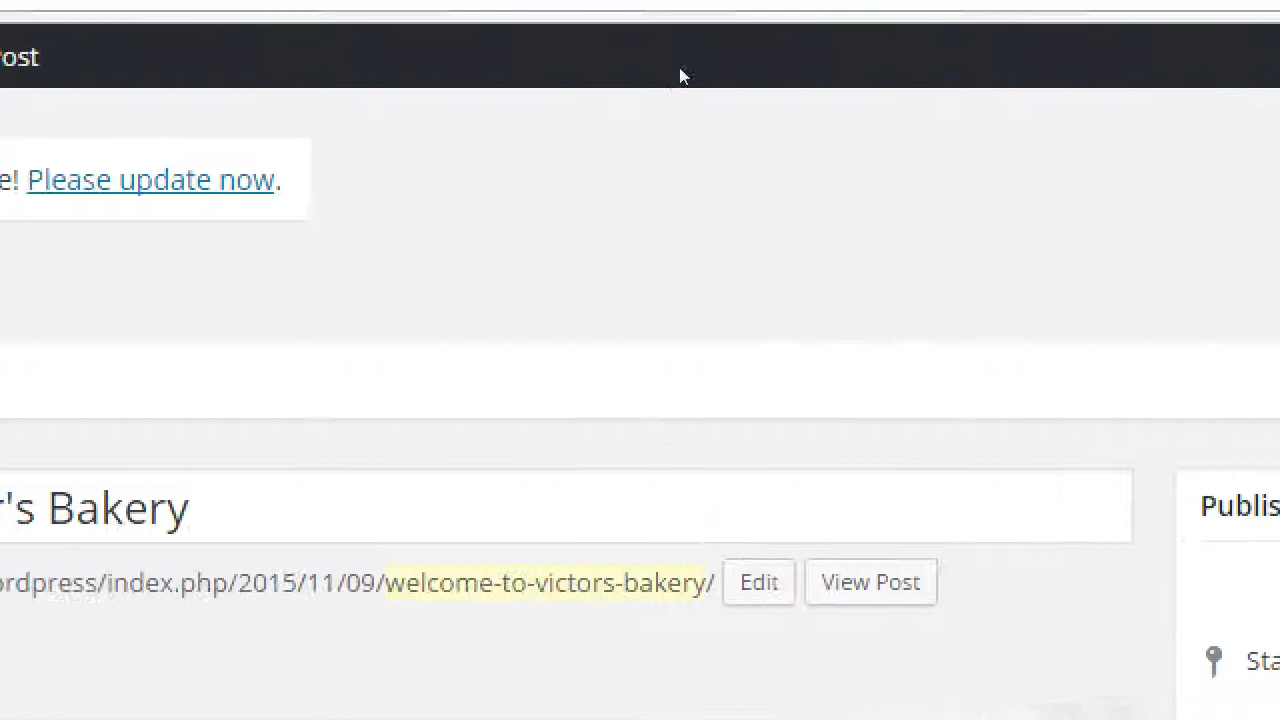 ost
e! Please update now.
r's Bakery
Publis
ordpress/index.php/2015/11/09/welcome-to-victors-bakery/ Edit View Post
Sta